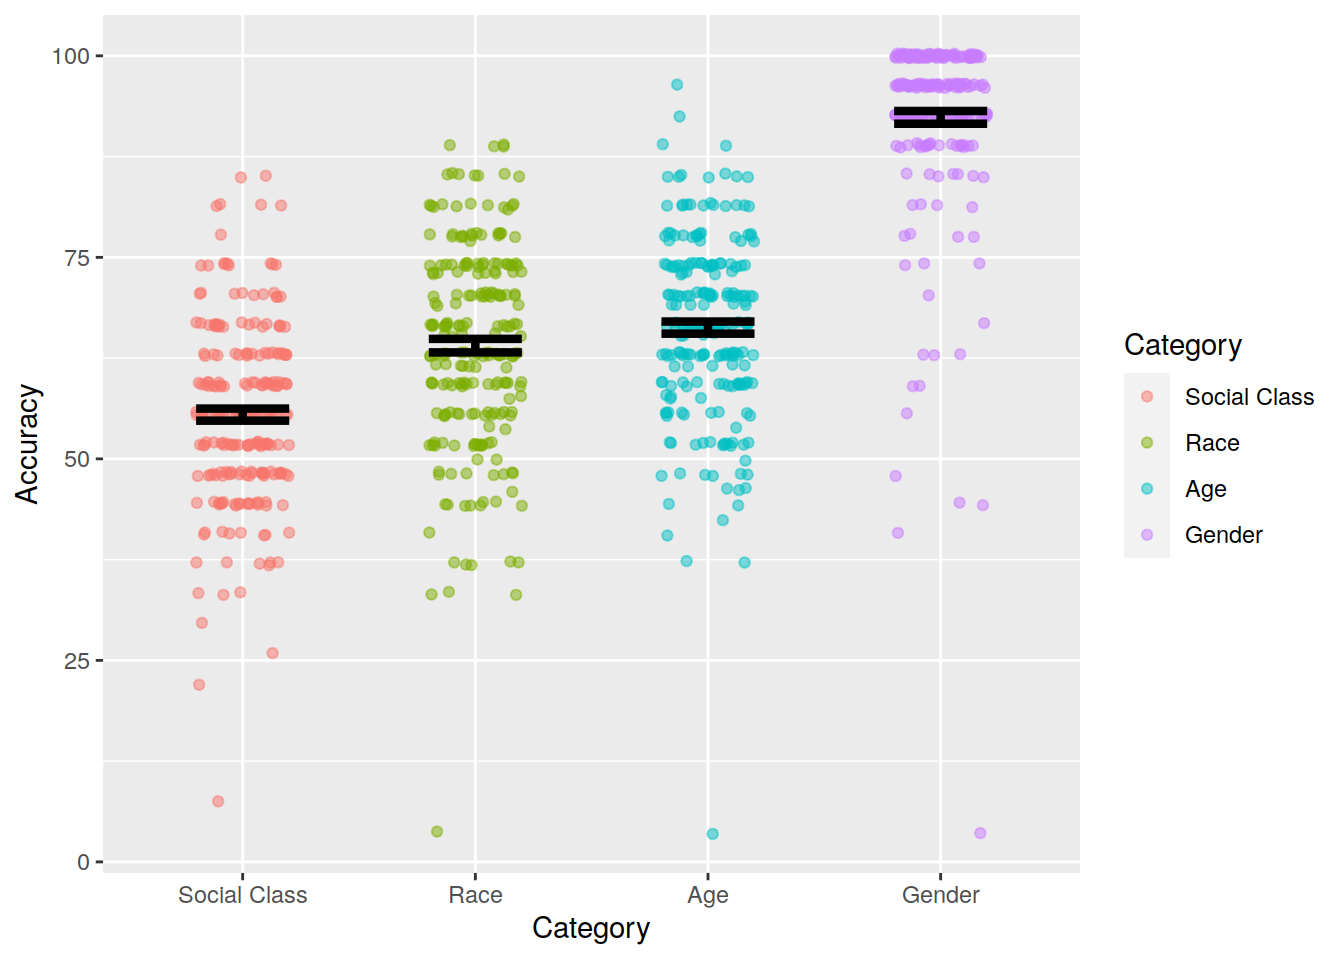 100
75
50
25
0
Accuracy
Social Class
Race
Age
Gender
Category
Category
Social Class
Race
Age
Gender